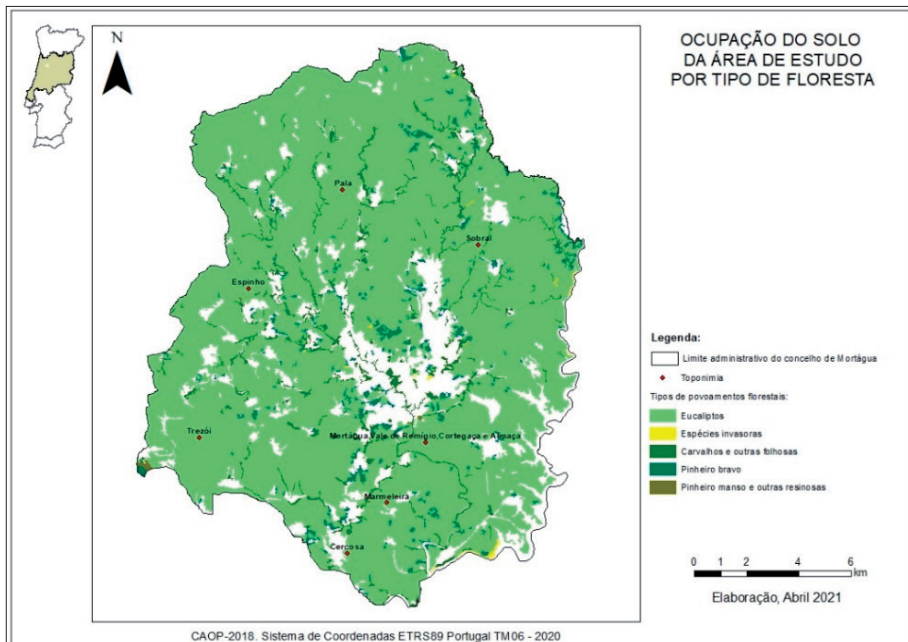 OCUPAÇÃO DO SOLO
DA ÁREA DE ESTUDO
POR TIPO DE FLORESTA
N
Pala
Sobral
Espinho
Trezói
Mortágua,Vale de Remígio,Cortegaça e Almaça
Marmeleira
Cercosa
Legenda:
Limite administrativo do concelho de Mortágua
Toponimia
Tipos de povoamentos florestais:
Eucaliptos
Espécies invasoras
Carvalhos e outras folhosas
Pinheiro bravo
Pinheiro manso e outras resinosas
0 1 2 4 6
km
Elaboração, Abril 2021
CAOP-2018. Sistema de Coordenadas ETRS89 Portugal TM06 - 2020